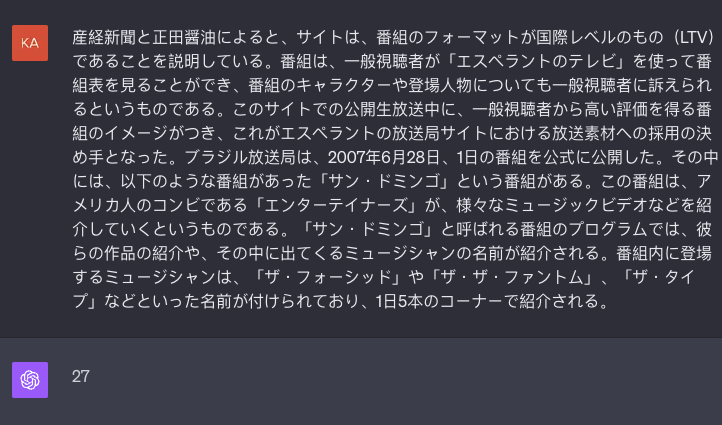 KA
産経新聞と正田醤油によると、サイトは、番組のフォーマットが国際レベルのもの（LTV）
であることを説明している。番組は、一般視聴者が「エスペラントのテレビ」を使って番
組表を見ることができ、番組のキャラクターや登場人物についても一般視聴者に訴えられ
るというものである。このサイトでの公開生放送中に、一般視聴者から高い評価を得る番
組のイメージがつき、これがエスペラントの放送局サイトにおける放送素材への採用の決
め手となった。ブラジル放送局は、2007年6月28日、1日の番組を公式に公開した。その中
には、以下のような番組があった「サン・ドミンゴ」という番組がある。この番組は、ア
メリカ人のコンビである「エンターテイナーズ」が、様々なミュージックビデオなどを紹
介していくというものである。「サン・ドミンゴ」と呼ばれる番組のプログラムでは、彼
らの作品の紹介や、その中に出てくるミュージシャンの名前が紹介される。番組内に登場
するミュージシャンは、「ザ・フォーシッド」や「ザ・ザ・ファントム」、「ザ・タイ
プ」などといった名前が付けられており、1日5本のコーナーで紹介される。
27